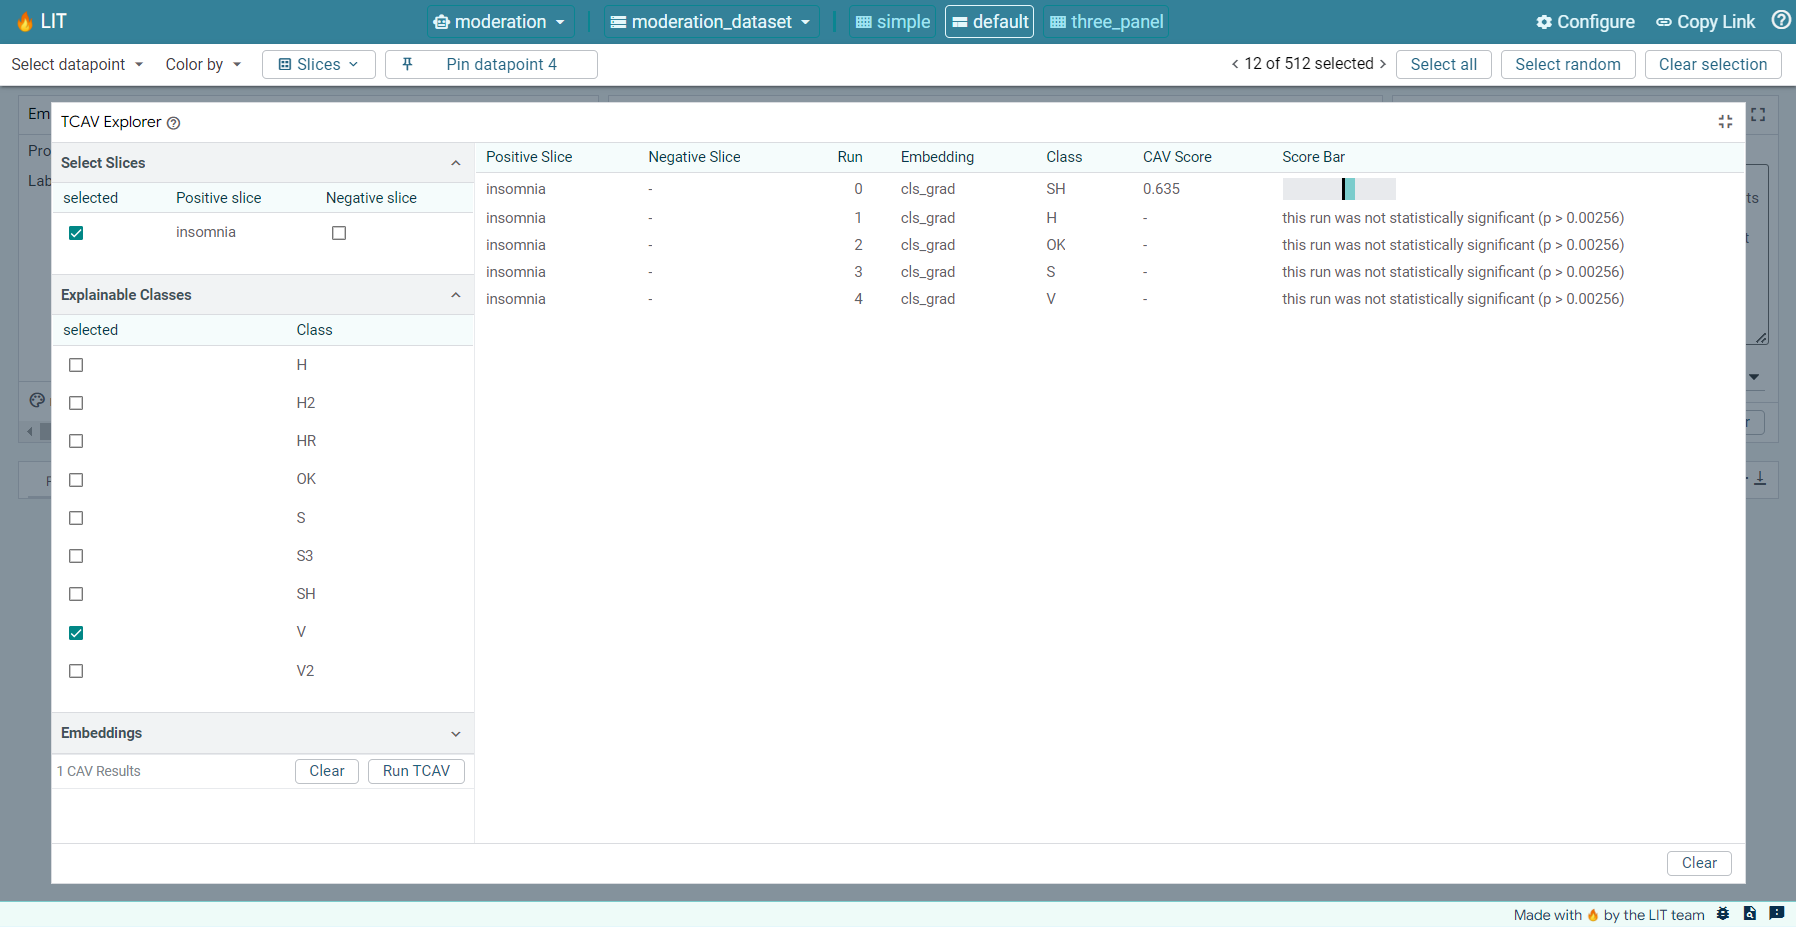 LIT
moderation
moderation_dataset
simple
default
three_panel
Configure
Copy Link
Select datapoint
Color by
Slices
Pin datapoint 4
12 of 512 selected
Select all
Select random
Clear selection
Em
TCAV Explorer
Pro
Lab
Select Slices
selected Positive slice Negative slice
insomnia
Explainable Classes
selected Class
H
H2
HR
OK
S
S3
SH
V
V2
Embeddings
1 CAV Results Clear Run TCAV
Positive Slice Negative Slice Run Embedding Class CAV Score Score Bar
insomnia - 0 cls_grad SH 0.635
insomnia - 1 cls_grad H - this run was not statistically significant (p > 0.00256)
insomnia - 2 cls_grad OK - this run was not statistically significant (p > 0.00256)
insomnia - 3 cls_grad S - this run was not statistically significant (p > 0.00256)
insomnia - 4 cls_grad V - this run was not statistically significant (p > 0.00256)
ts
t
Clear
Made with 🔥 by the LIT team